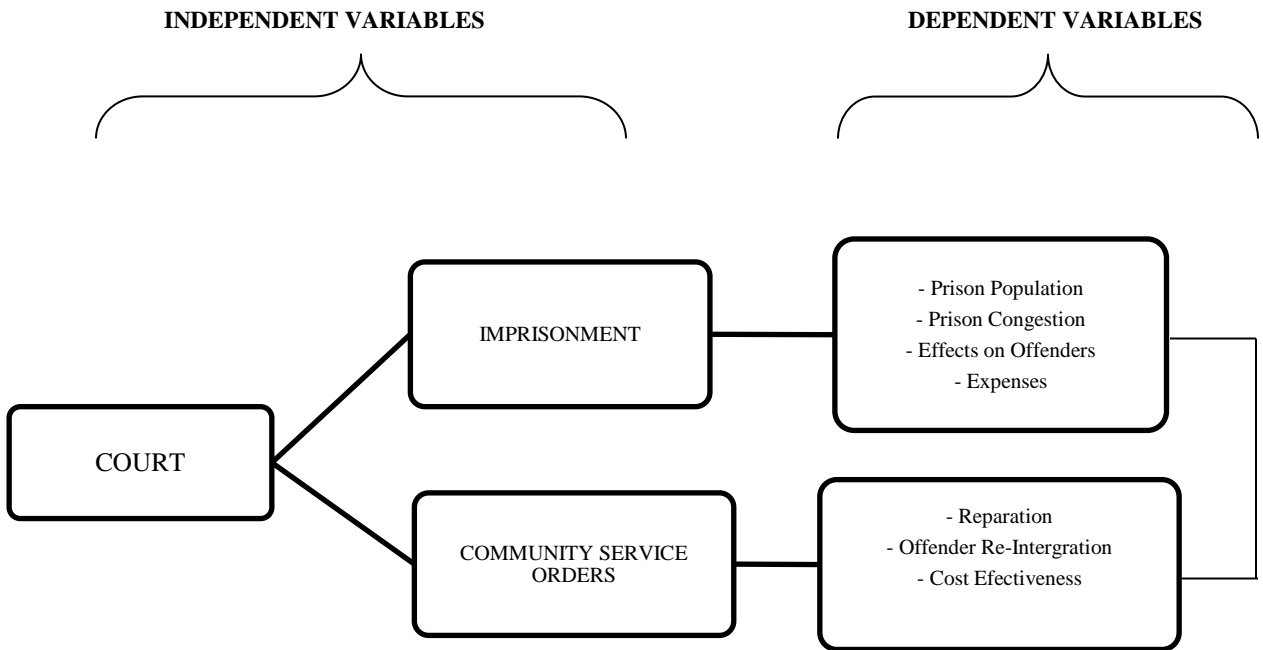 INDEPENDENT VARIABLES
DEPENDENT VARIABLES
COURT
IMPRISONMENT
- Prison Population
- Prison Congestion
- Effects on Offenders
- Expenses
COMMUNITY SERVICE
ORDERS
- Reparation
- Offender Re-Intergration
- Cost Efectiveness